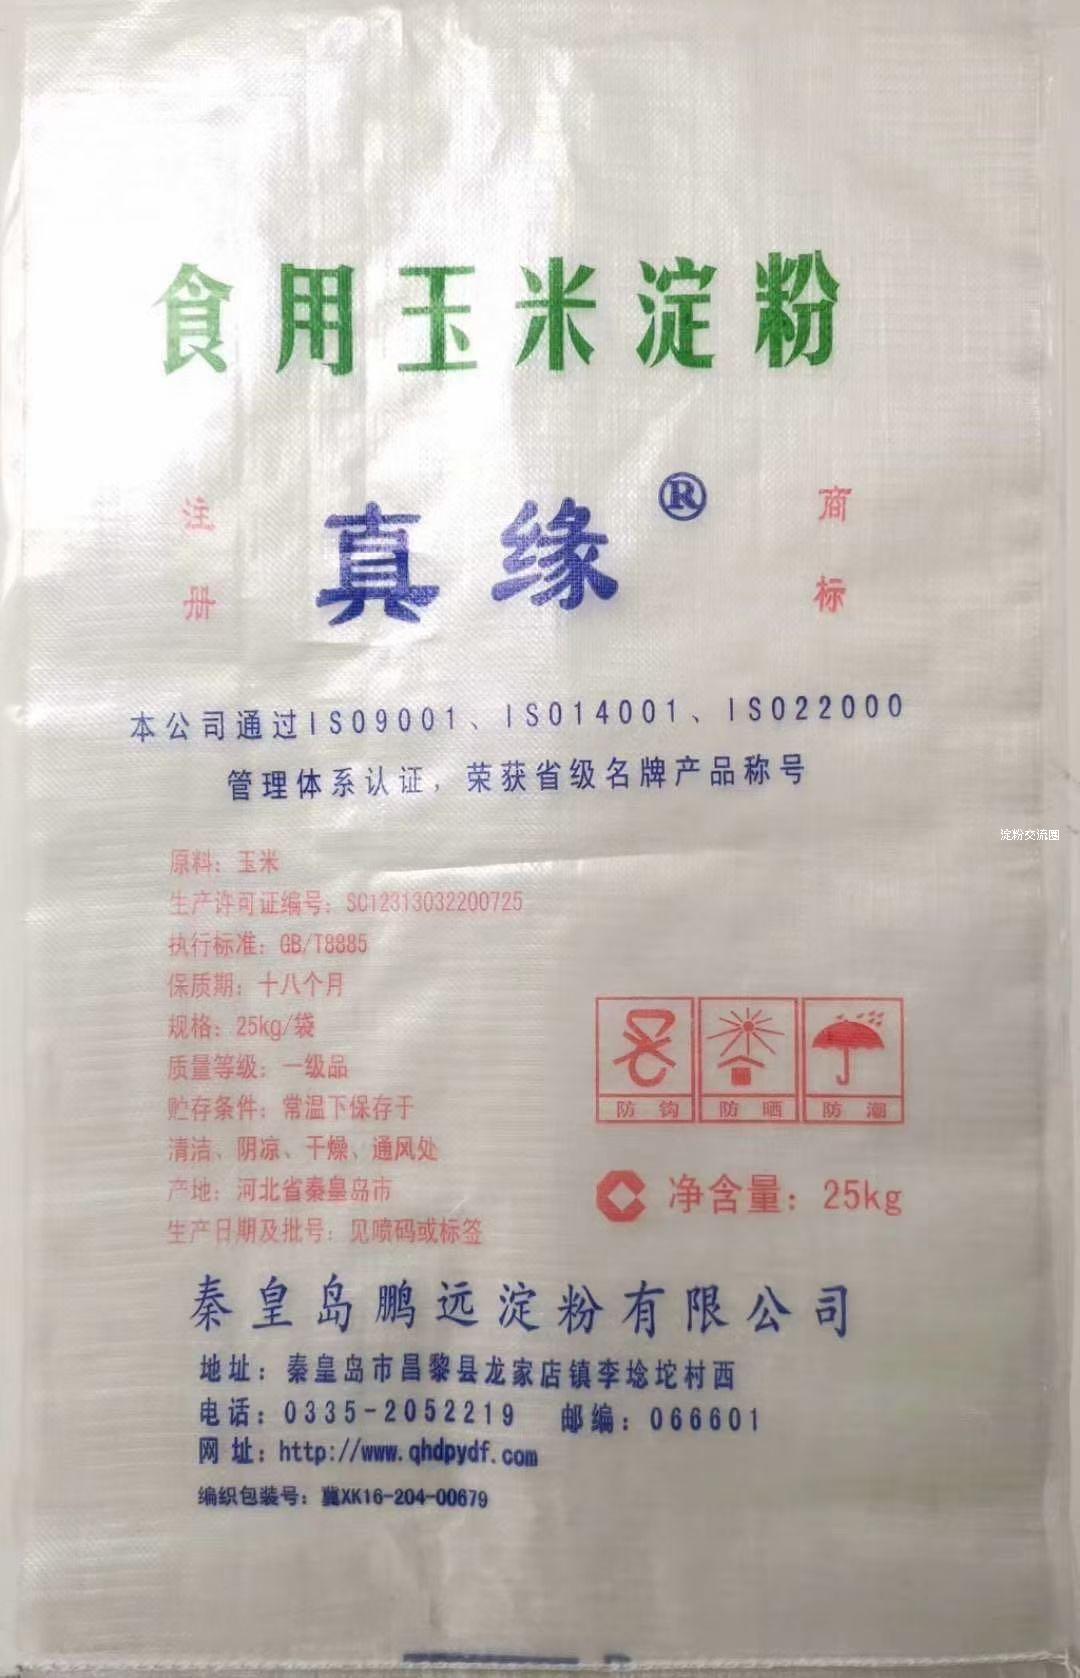 食用玉米淀粉
注册
真缘®
商标
本公司通过ISO9001、ISO14001、ISO22000
管理体系认证，荣获省级名牌产品称号
淀粉交流圈
原料：玉米
生产许可证编号：SC12313032200725
执行标准：GB/T8885
保质期：十八个月
规格：25kg/袋
质量等级：一级品
贮存条件：常温下保存于
清洁、阴凉、干燥、通风处
产地：河北省秦皇岛市
生产日期及批号：见喷码或标签
防钩 防晒 防潮
净含量：25kg
秦皇岛鹏远淀粉有限公司
地址：秦皇岛市昌黎县龙家店镇李埝坨村西
电话：0335-2052219 邮编：066601
网址：http://www.qhdpydf.com
编织包装号：冀XK16-204-00679